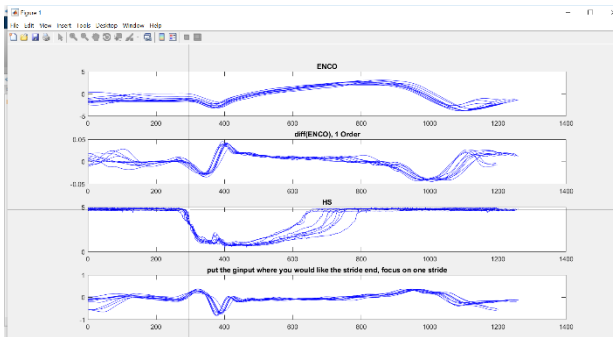 Figure 1
File Edit View Insert Tools Desktop Window Help
ENCO
5
0
-5
0 200 400 600 800 1000 1200 1400
diff(ENCO), 1 Order
0.05
0
-0.05
0 200 400 600 800 1000 1200 1400
HS
5
0
0 200 400 600 800 1000 1200 1400
put the ginput where you would like the stride end, focus on one stride
1
0
-1
0 200 400 600 800 1000 1200 1400